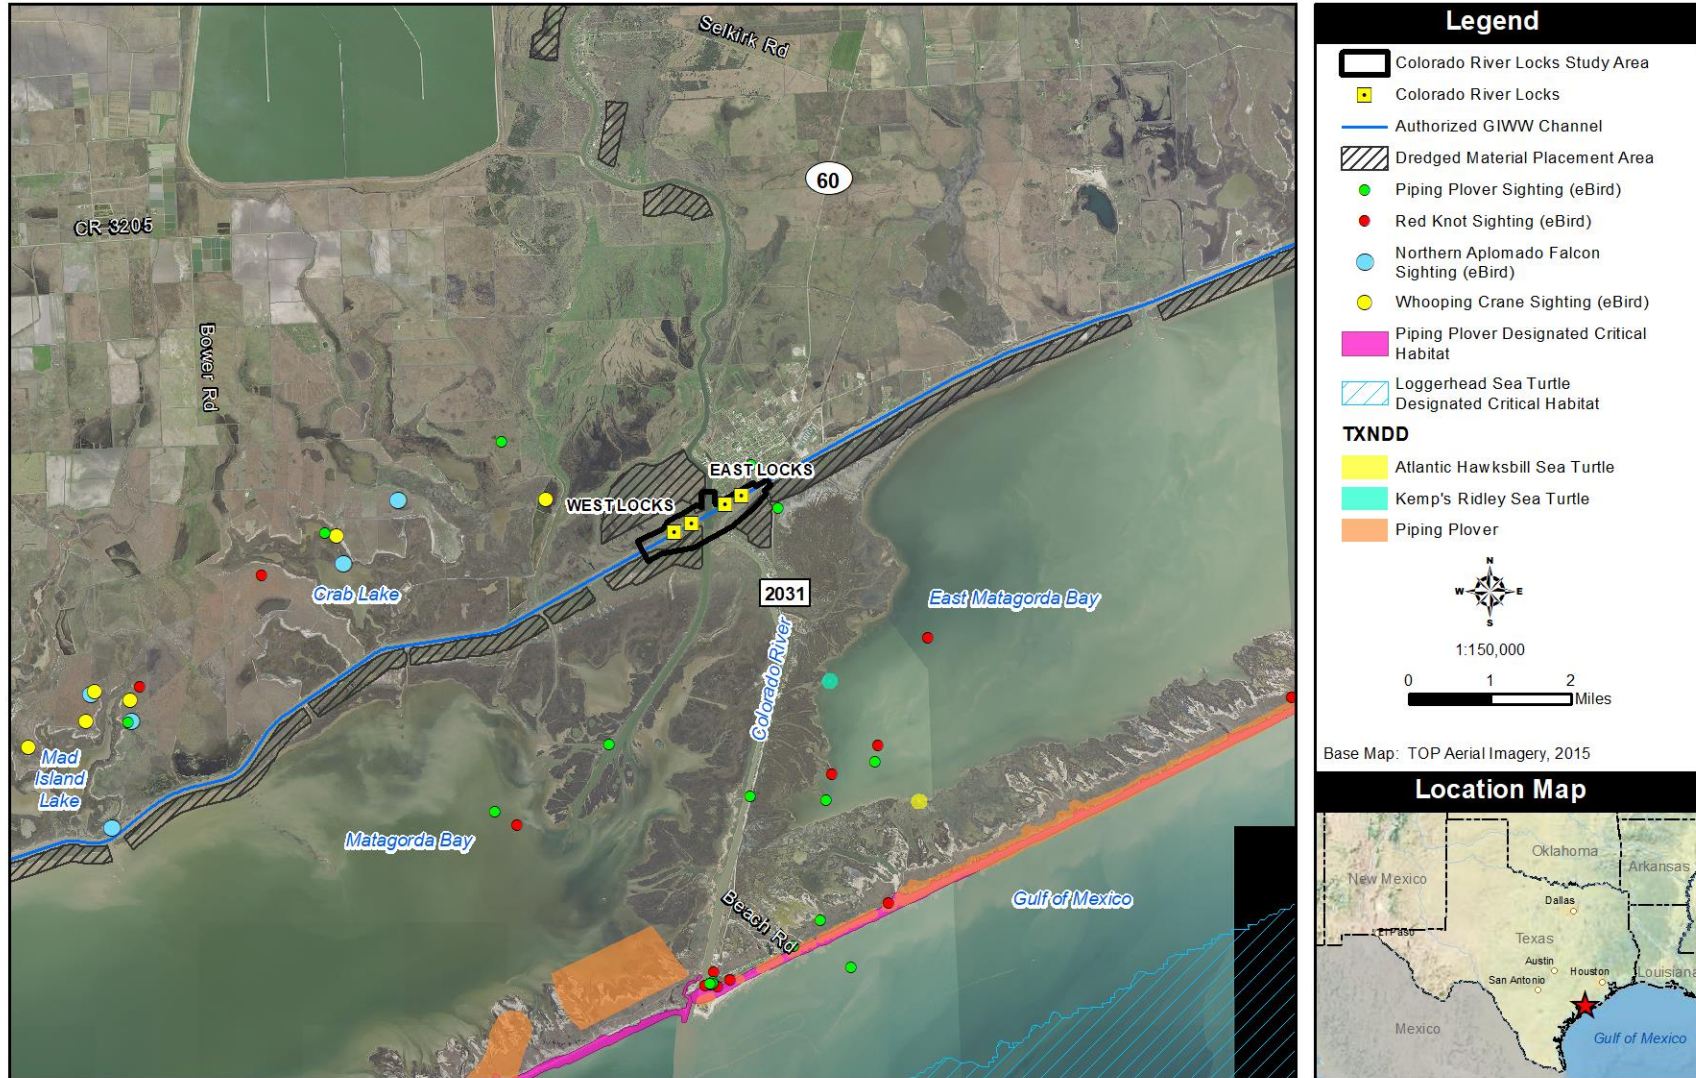 Selkirk Rd
60
CR 3205
Bower Rd
EAST LOCKS
WEST LOCKS
2031
Crab Lake
East Matagorda Bay
Colorado River
Mad
Island
Lake
Matagorda Bay
Beach Rd
Gulf of Mexico
Legend
Colorado River Locks Study Area
Colorado River Locks
Authorized GIWW Channel
Dredged Material Placement Area
Piping Plover Sighting (eBird)
Red Knot Sighting (eBird)
Northern Aplomado Falcon
Sighting (eBird)
Whooping Crane Sighting (eBird)
Piping Plover Designated Critical
Habitat
Loggerhead Sea Turtle
Designated Critical Habitat
TXNDD
Atlantic Hawksbill Sea Turtle
Kemp's Ridley Sea Turtle
Piping Plover
N
W E
S
1:150,000
0 1 2
Miles
Base Map: TOP Aerial Imagery, 2015
Location Map
Oklahoma
Arkansas
New Mexico
Dallas
El Paso
Texas
Austin
Houston
San Antonio
Louisiana
Mexico
Gulf of Mexico